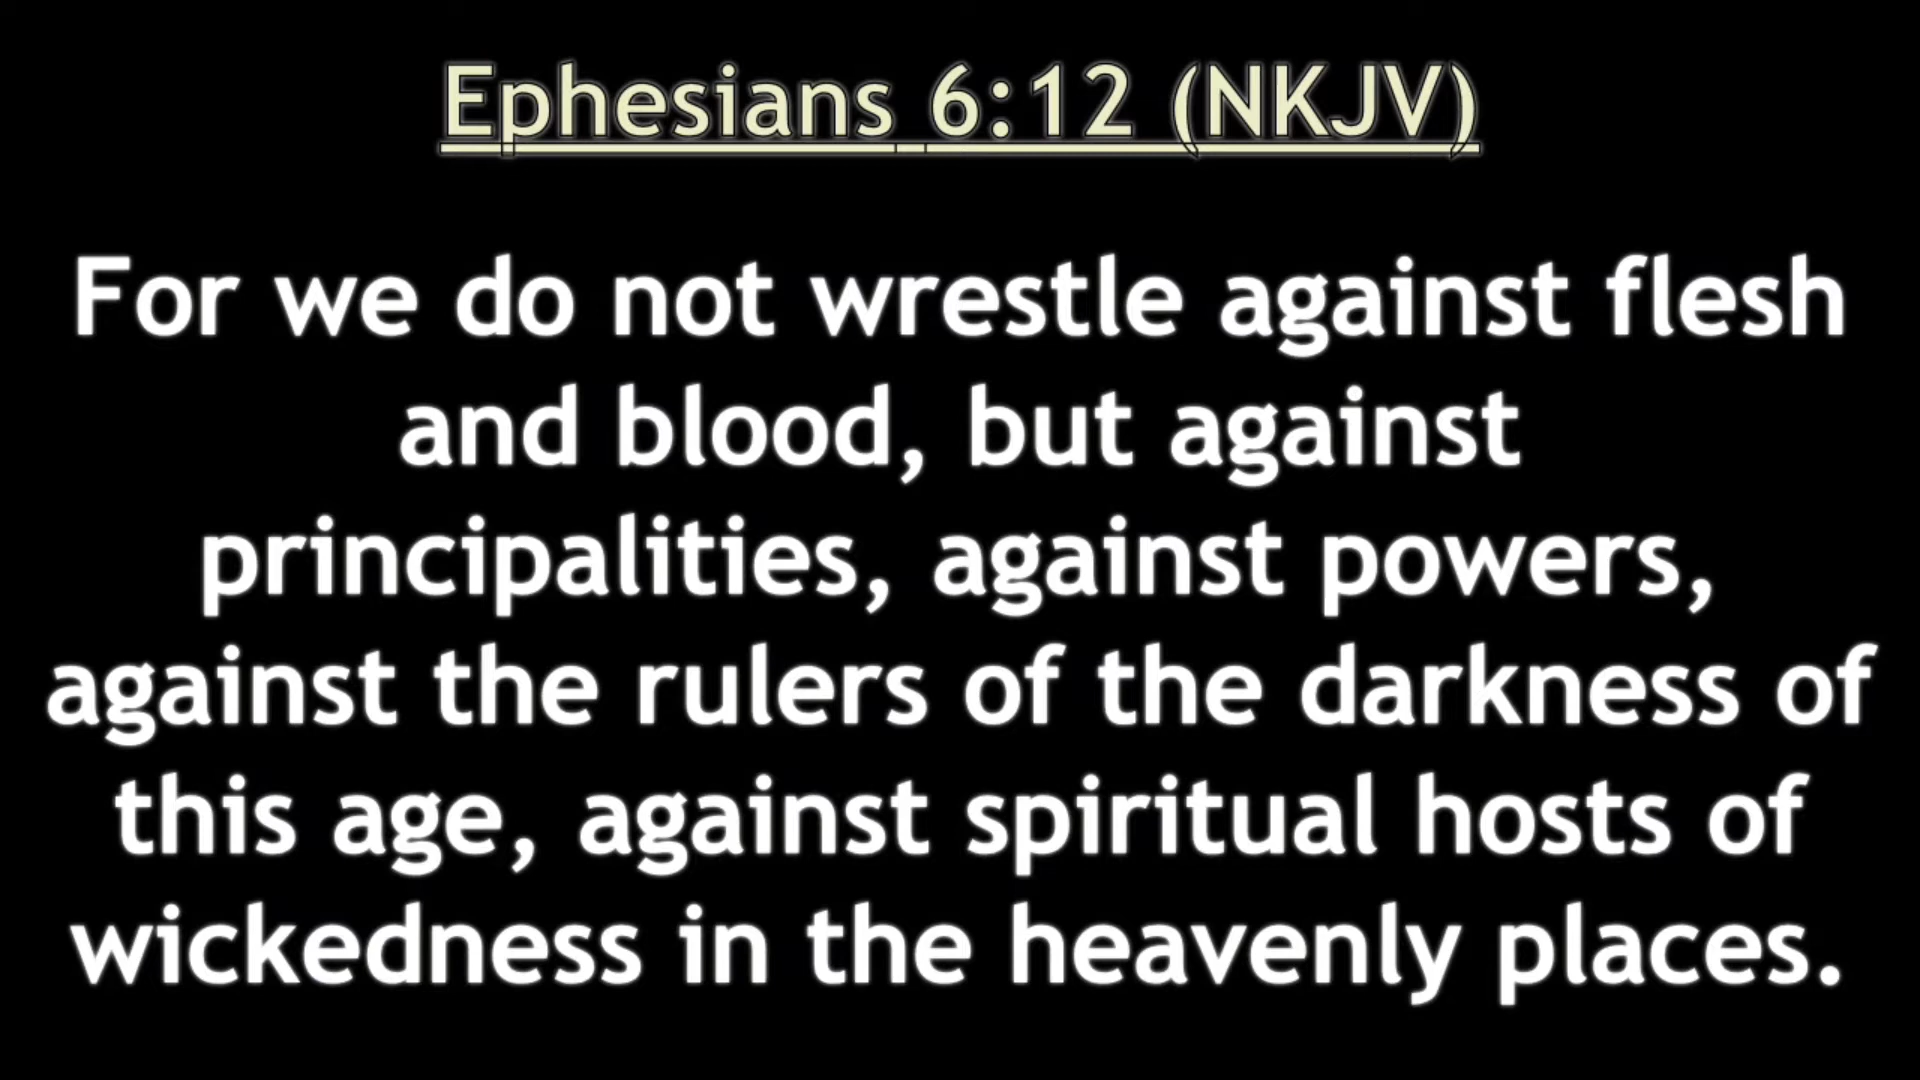 Ephesians 6:12 (NKJV)
For we do not wrestle against flesh
and blood, but against
principalities, against powers,
against the rulers of the darkness of
this age, against spiritual hosts of
wickedness in the heavenly places.